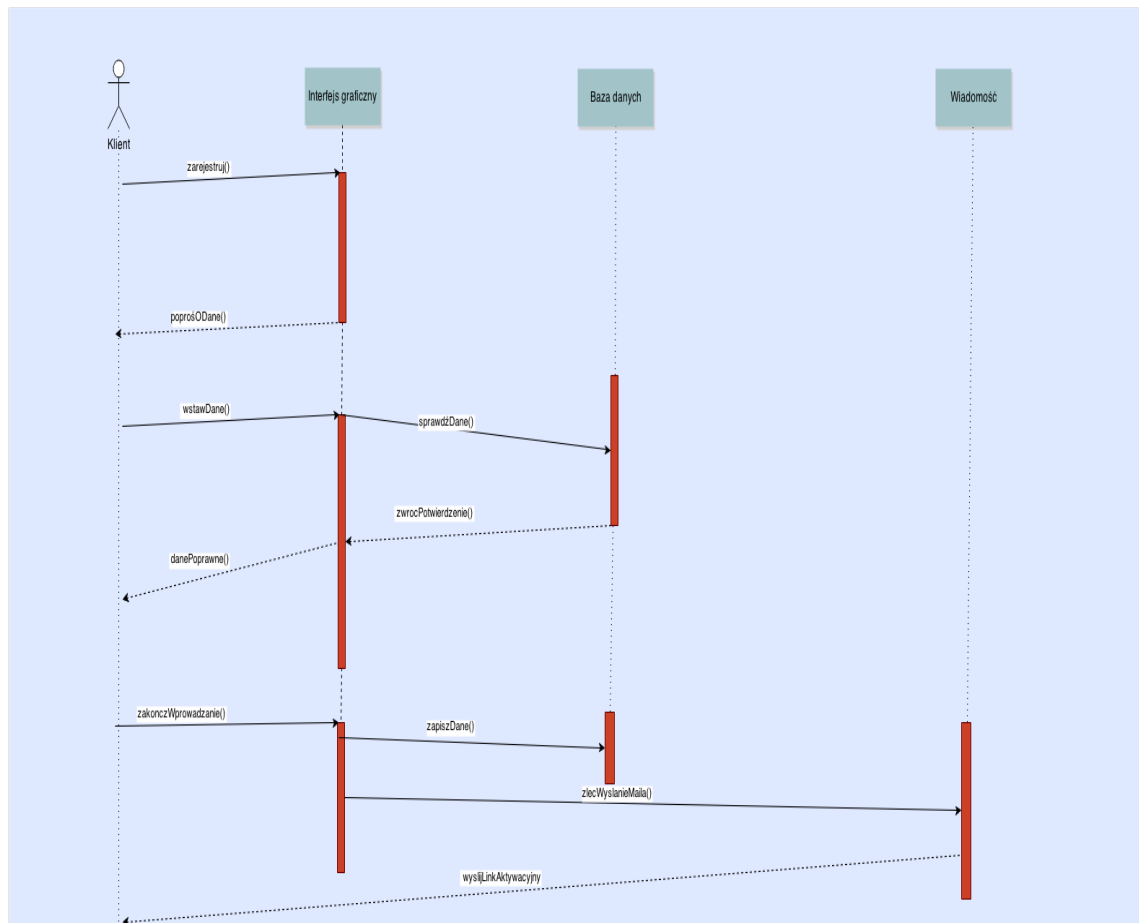 Interfejs graficzny
Baza danych
Wiadomość
Klient
zarejestruj()
poprośODane()
wstawDane()
sprawdźDane()
zwrocPotwierdzenie()
danePoprawne()
zakonczWprowadzanie()
zapiszDane()
zlecWyslanieMaila()
wyslijLinkAktywacyjny